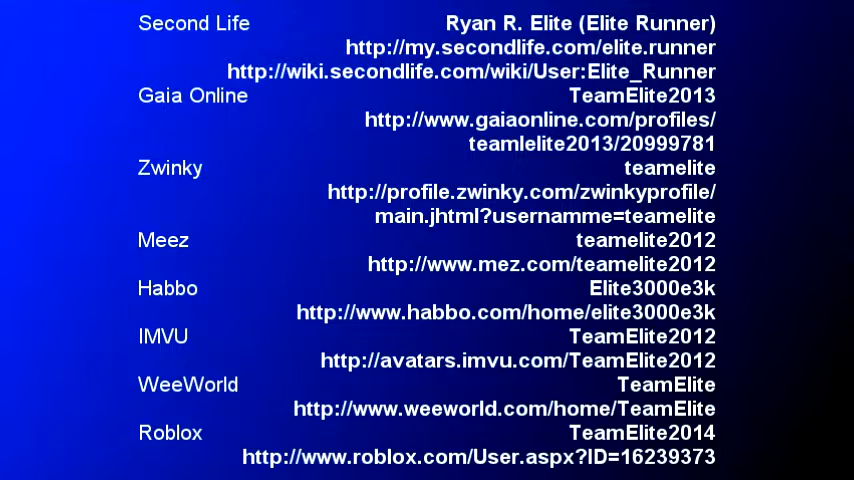 Second Life Ryan R. Elite (Elite Runner)
http://my.secondlife.com/elite.runner
http://wiki.secondlife.com/wiki/User:Elite_Runner
Gaia Online TeamElite2013
http://www.gaiaonline.com/profiles/
teamlelite2013/20999781
Zwinky teamelite
http://profile.zwinky.com/zwinkyprofile/
main.jhtml?usernamme=teamelite
Meez teamelite2012
http://www.mez.com/teamelite2012
Habbo Elite3000e3k
http://www.habbo.com/home/elite3000e3k
IMVU TeamElite2012
http://avatars.imvu.com/TeamElite2012
WeeWorld TeamElite
http://www.weeworld.com/home/TeamElite
Roblox TeamElite2014
http://www.roblox.com/User.aspx?ID=16239373